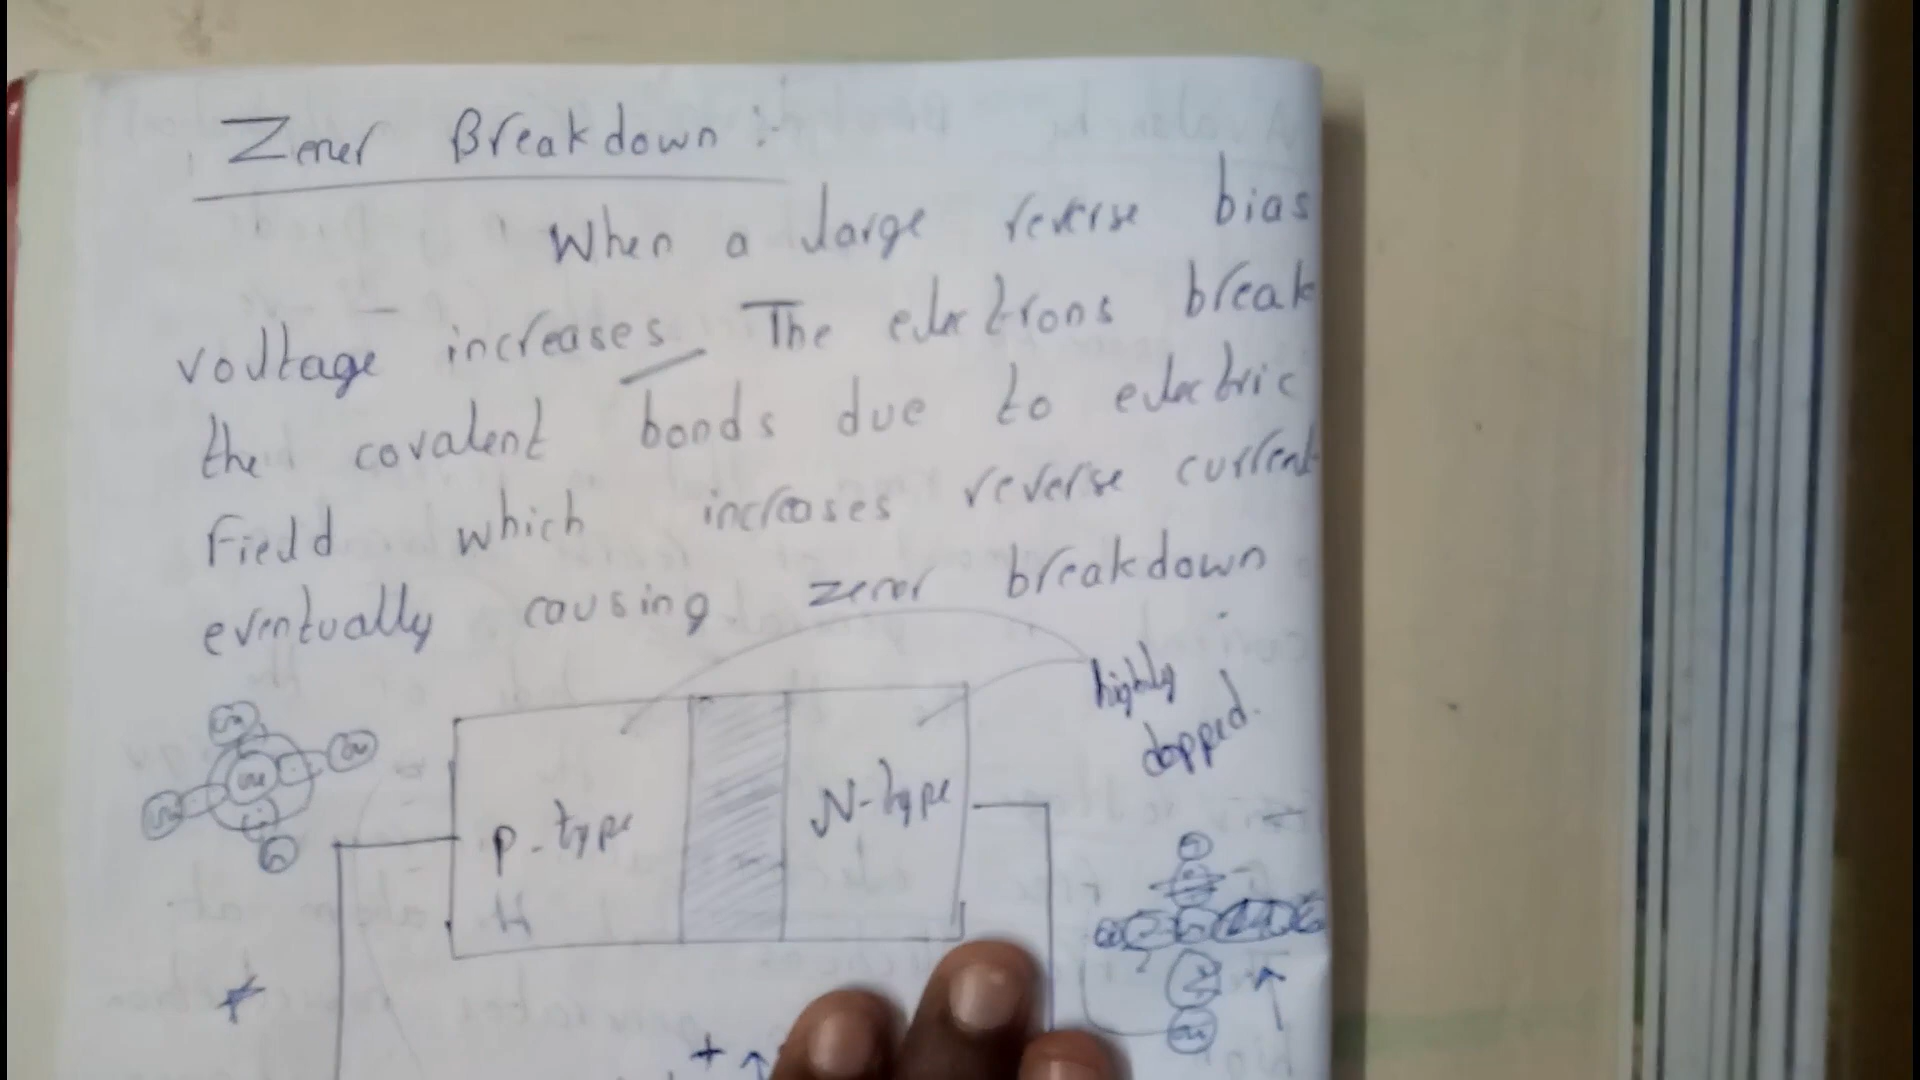 Zener Breakdown :-
When a large reverse bias
voltage increases The electrons break
the covalent bonds due to electric
Field which increases reverse current
eventually causing zener breakdown.
highly
dopped.
P-type
N-type
+